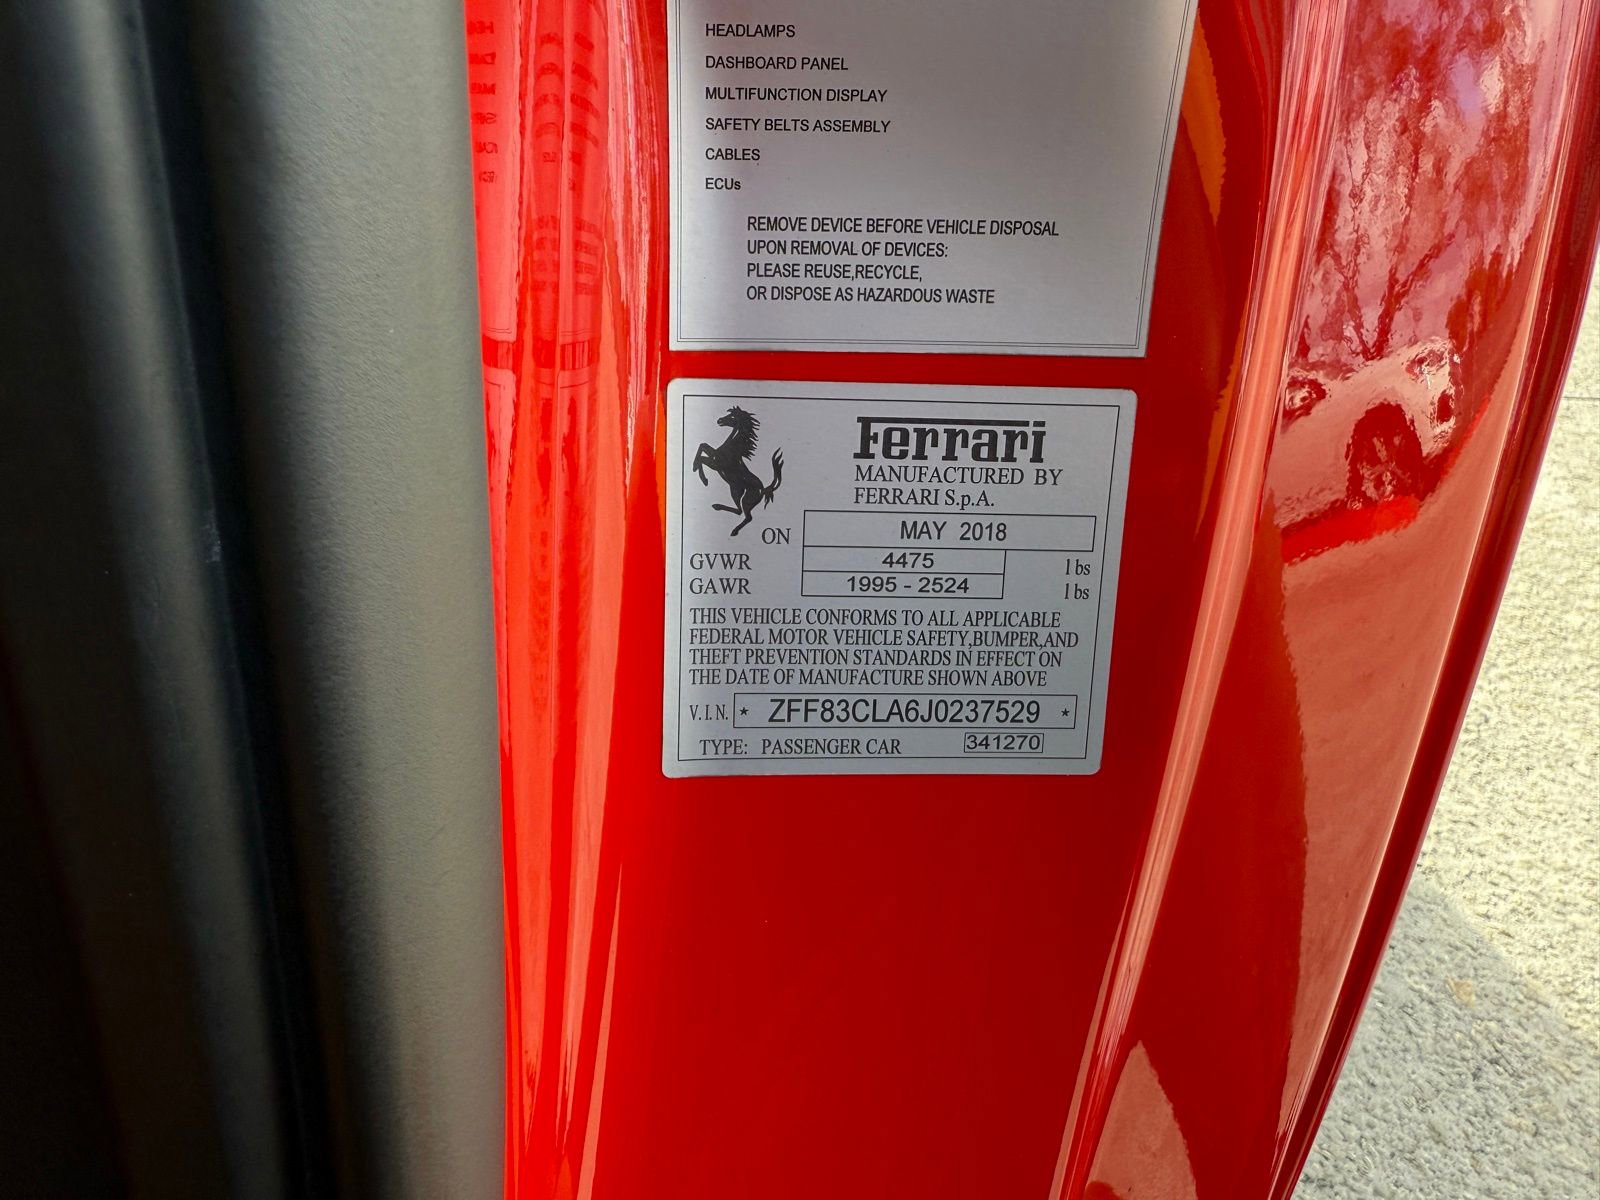 HEADLAMPS
DASHBOARD PANEL
MULTIFUNCTION DISPLAY
SAFETY BELTS ASSEMBLY
CABLES
ECUs
REMOVE DEVICE BEFORE VEHICLE DISPOSAL
UPON REMOVAL OF DEVICES:
PLEASE REUSE,RECYCLE,
OR DISPOSE AS HAZARDOUS WASTE
Ferrari
MANUFACTURED BY
FERRARI S.p.A.
ON MAY 2018
GVWR 4475 lbs
GAWR 1995 - 2524 lbs
THIS VEHICLE CONFORMS TO ALL APPLICABLE
FEDERAL MOTOR VEHICLE SAFETY,BUMPER,AND
THEFT PREVENTION STANDARDS IN EFFECT ON
THE DATE OF MANUFACTURE SHOWN ABOVE
V.I.N. * ZFF83CLA6J0237529 *
TYPE: PASSENGER CAR 341270